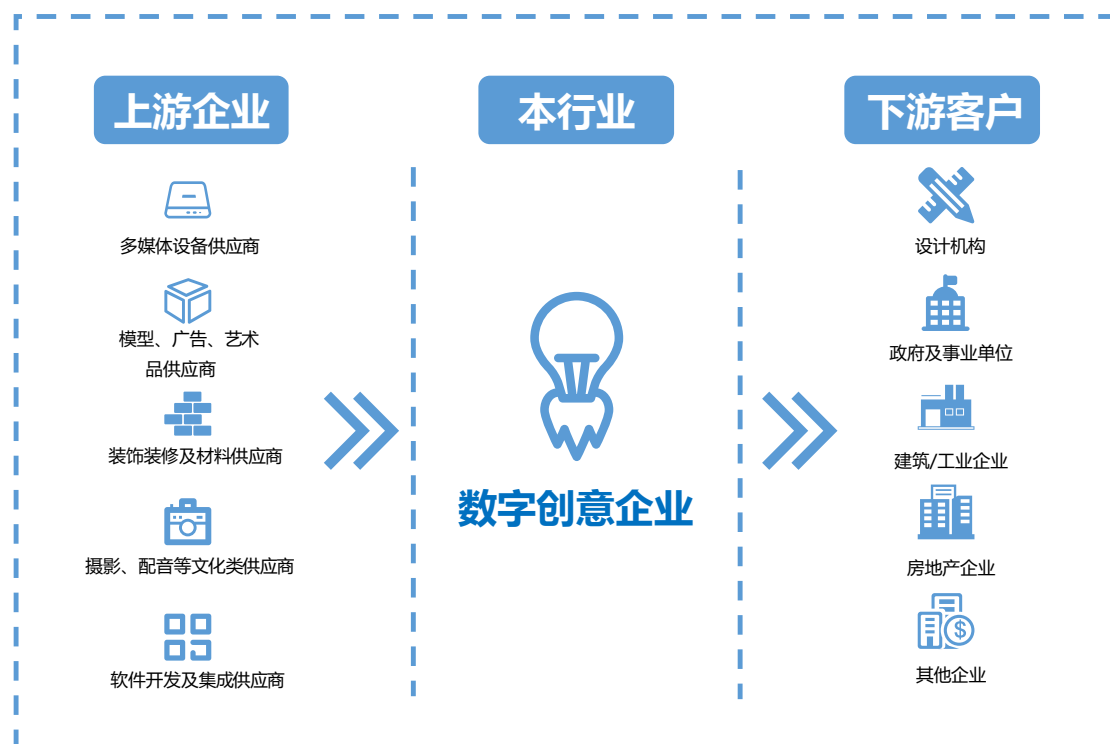 上游企业
本行业
下游客户
多媒体设备供应商
模型、广告、艺术
品供应商
装饰装修及材料供应商
摄影、配音等文化类供应商
软件开发及集成供应商
数字创意企业
设计机构
政府及事业单位
建筑/工业企业
房地产企业
$
其他企业